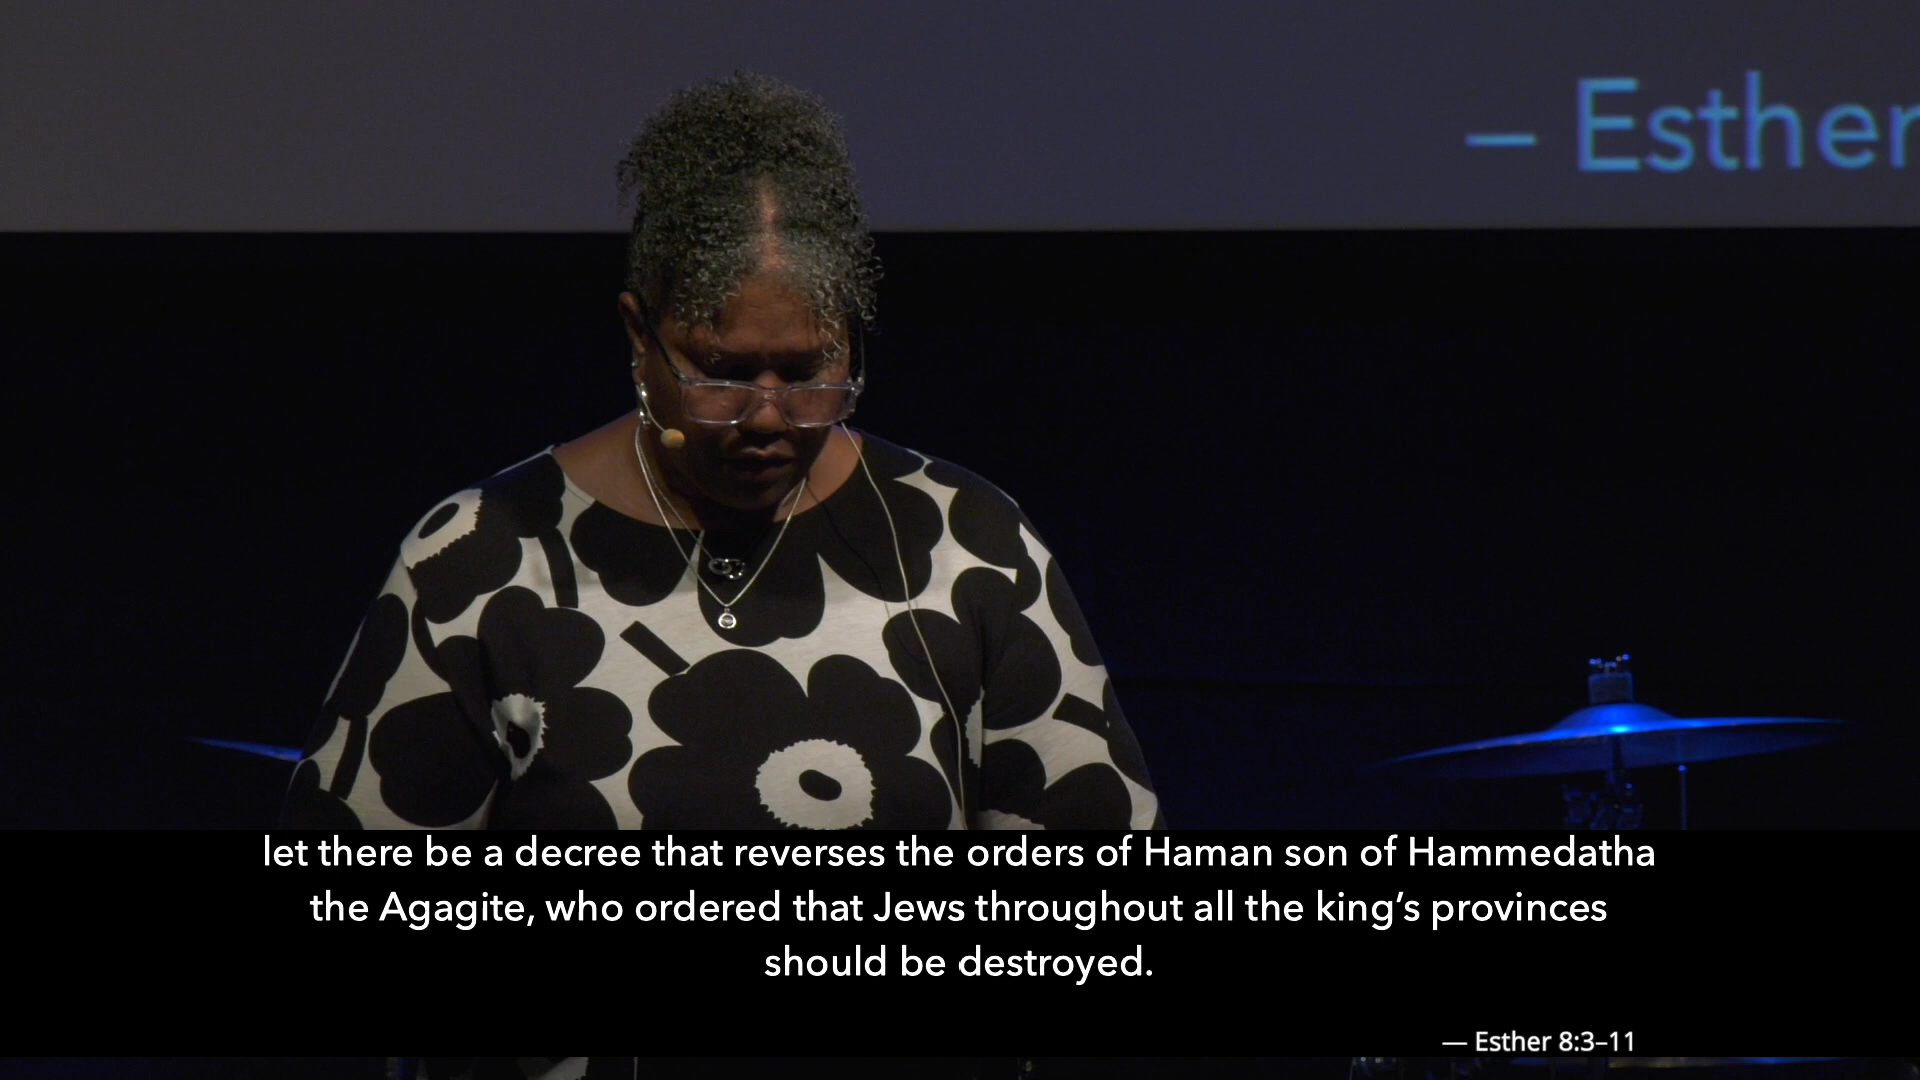 — Esther
let there be a decree that reverses the orders of Haman son of Hammedatha
the Agagite, who ordered that Jews throughout all the king’s provinces
should be destroyed.
— Esther 8:3–11